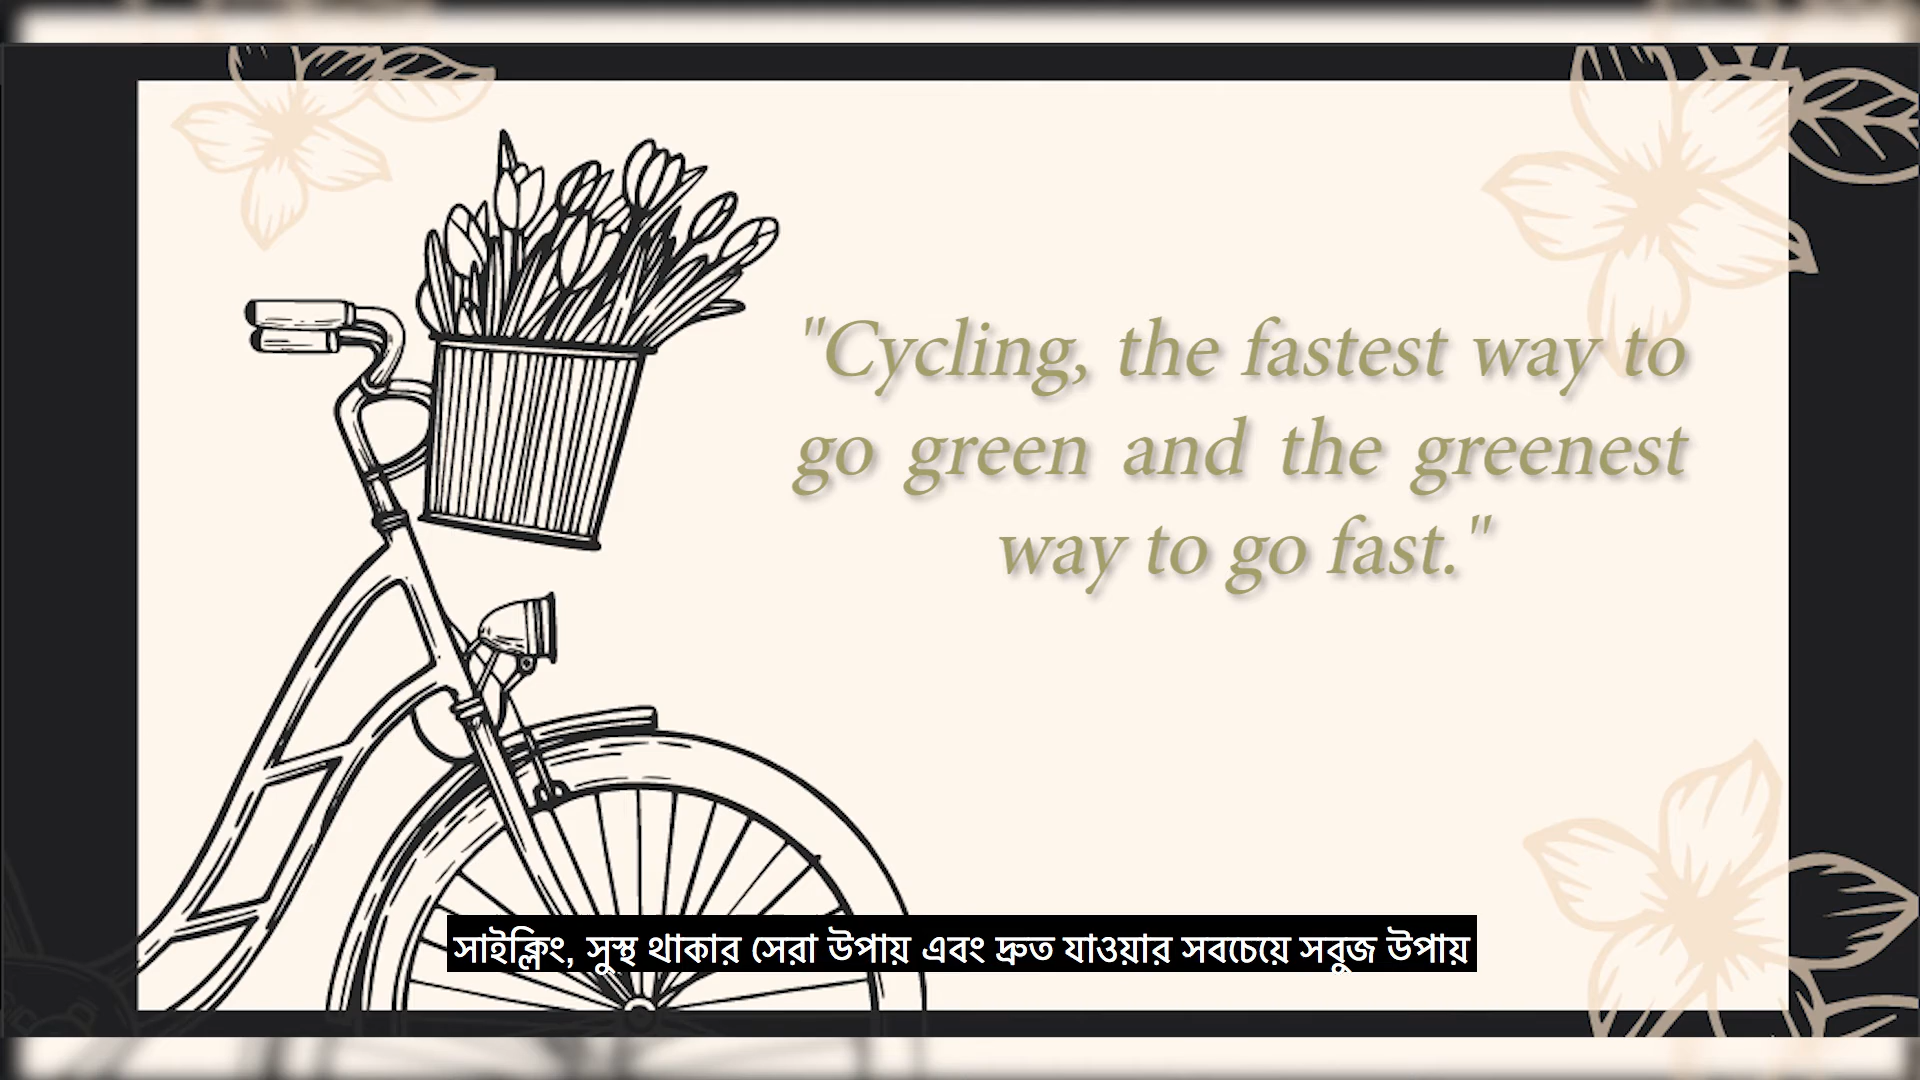 "Cycling, the fastest way to
go green and the greenest
way to go fast."
সাইক্লিং, সুস্থ থাকার সেরা উপায় এবং দ্রুত যাওয়ার সবচেয়ে সবুজ উপায়